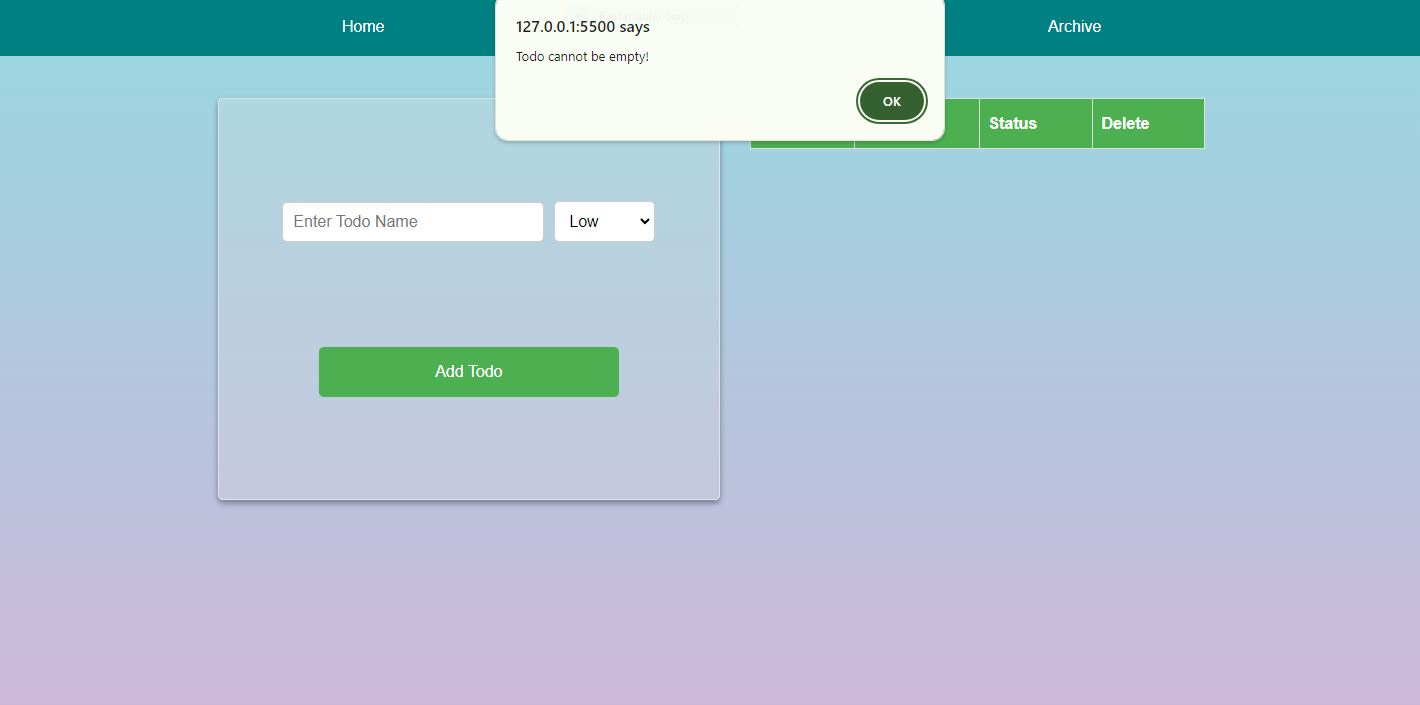 Home
Archive
127.0.0.1:5500 says
Todo cannot be empty!
OK
Status
Delete
Enter Todo Name
Low
Add Todo